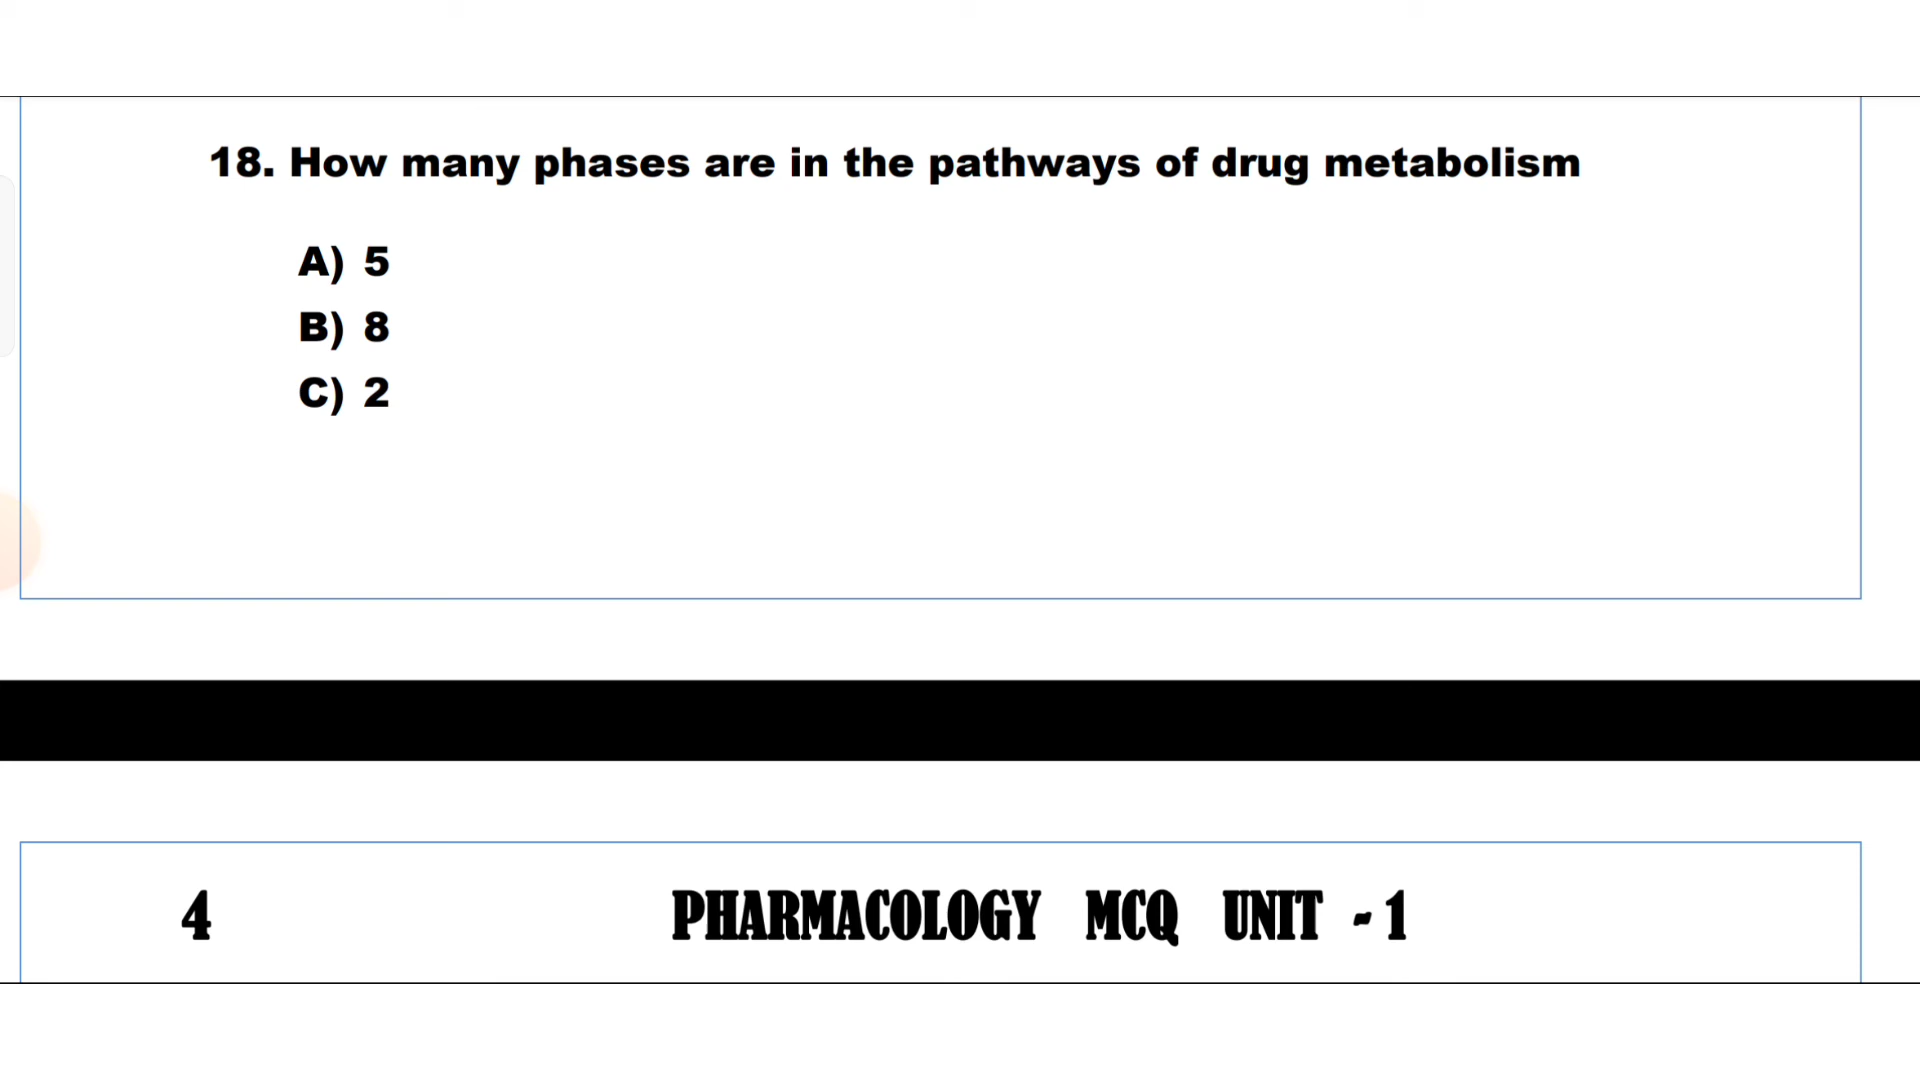 18. How many phases are in the pathways of drug metabolism
A) 5
B) 8
C) 2
4 PHARMACOLOGY MCQ UNIT - 1